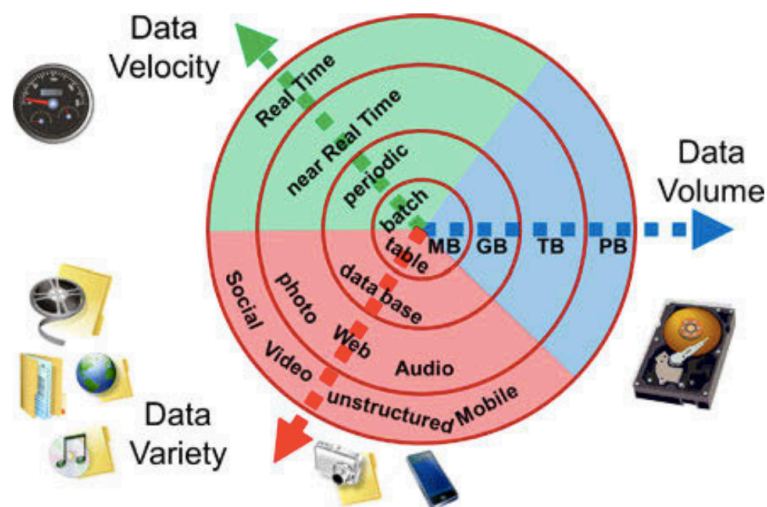 Data
Velocity
Real Time
near Real Time
periodic
batch
Data
Volume
MB GB TB PB
table
data base
photo Web Audio
Social Video unstructured Mobile
Data
Variety